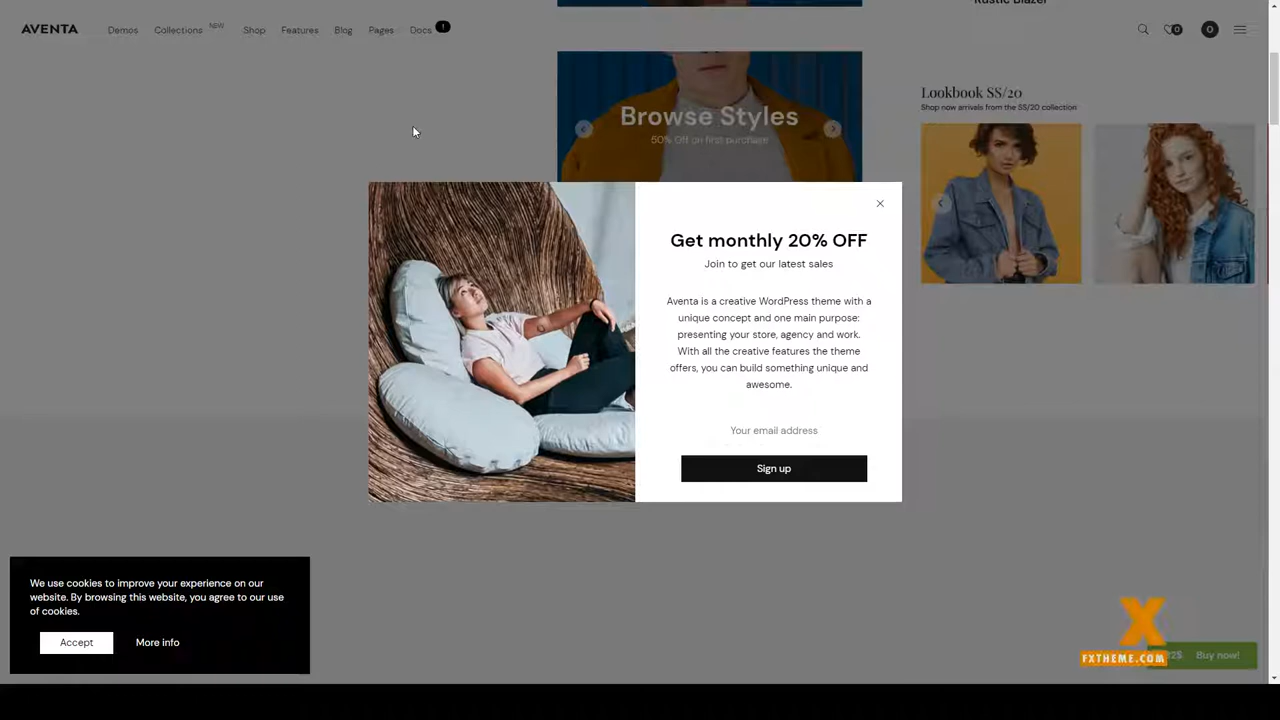 Rustic Blazer
AVENTA
Demos
Collections
NEW
Shop
Features
Blog
Pages
Docs
!
0
0
Browse Styles
50% Off on first purchase
Lookbook SS/20
Shop now arrivals from the SS/20 collection
Get monthly 20% OFF
Join to get our latest sales
Aventa is a creative WordPress theme with a
unique concept and one main purpose:
presenting your store, agency and work.
With all the creative features the theme
offers, you can build something unique and
awesome.
Your email address
Sign up
We use cookies to improve your experience on our
website. By browsing this website, you agree to our use
of cookies.
Accept
More info
X
FXTHEME.COM
Buy now!